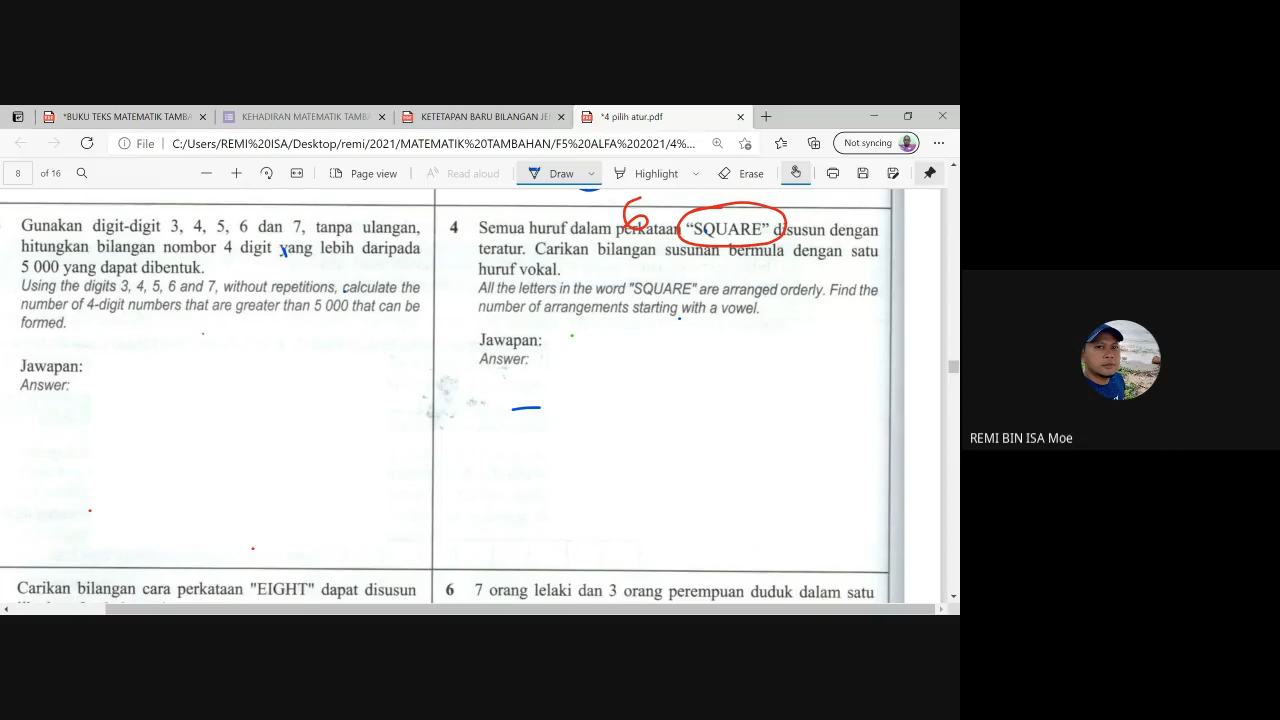 *BUKU TEKS MATEMATIK TAMBA
KEHADIRAN MATEMATIK TAMBA
KETETAPAN BARU BILANGAN JE
*4 pilih atur.pdf
File
C:/Users/REMI%20ISA/Desktop/remi/2021/MATEMATIK%20TAMBAHAN/F5%20ALFA%202021/4%...
Not syncing
8 of 16
Page view
Read aloud
Draw
Highlight
Erase
Gunakan digit-digit 3, 4, 5, 6 dan 7, tanpa ulangan,
hitungkan bilangan nombor 4 digit yang lebih daripada
5 000 yang dapat dibentuk.
Using the digits 3, 4, 5, 6 and 7, without repetitions, calculate the
number of 4-digit numbers that are greater than 5 000 that can be
formed.
Jawapan:
Answer:
6
4 Semua huruf dalam perkataan “SQUARE” disusun dengan
teratur. Carikan bilangan susunan bermula dengan satu
huruf vokal.
All the letters in the word "SQUARE" are arranged orderly. Find the
number of arrangements starting with a vowel.
Jawapan:
Answer:
Carikan bilangan cara perkataan "EIGHT" dapat disusun
6 7 orang lelaki dan 3 orang perempuan duduk dalam satu
REMI BIN ISA Moe